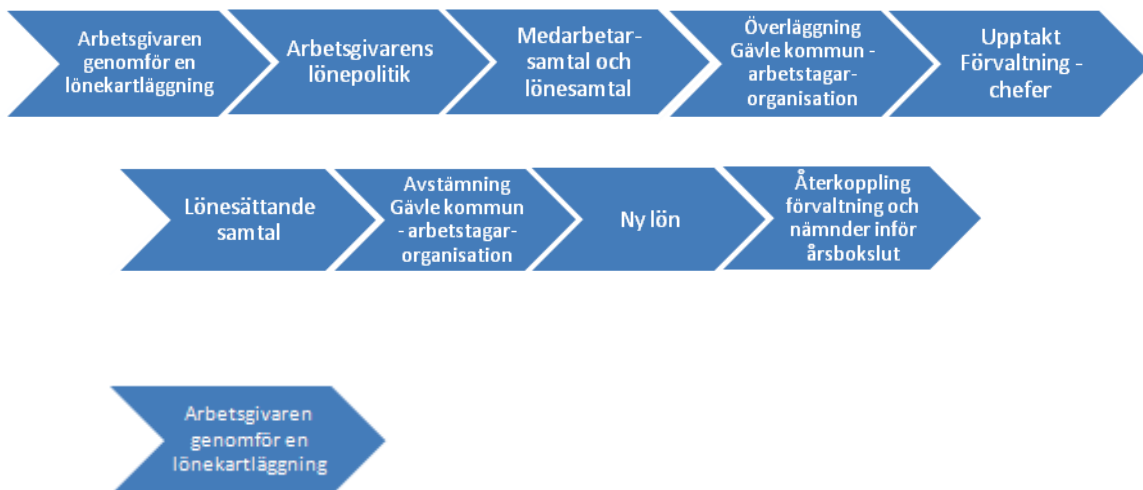 Arbetsgivaren
genomför en
lönekartläggning
Arbetsgivarens
lönepolitik
Medarbetar-
samtal och
lönesamtal
Överläggning
Gävle kommun -
arbetstagar-
organisation
Upptakt
Förvaltning -
chefer
Lönesättande
samtal
Avstämning
Gävle kommun
- arbetstagar-
organisation
Ny lön
Återkoppling
förvaltning och
nämnder inför
årsbokslut
Arbetsgivaren
genomför en
lönekartläggning